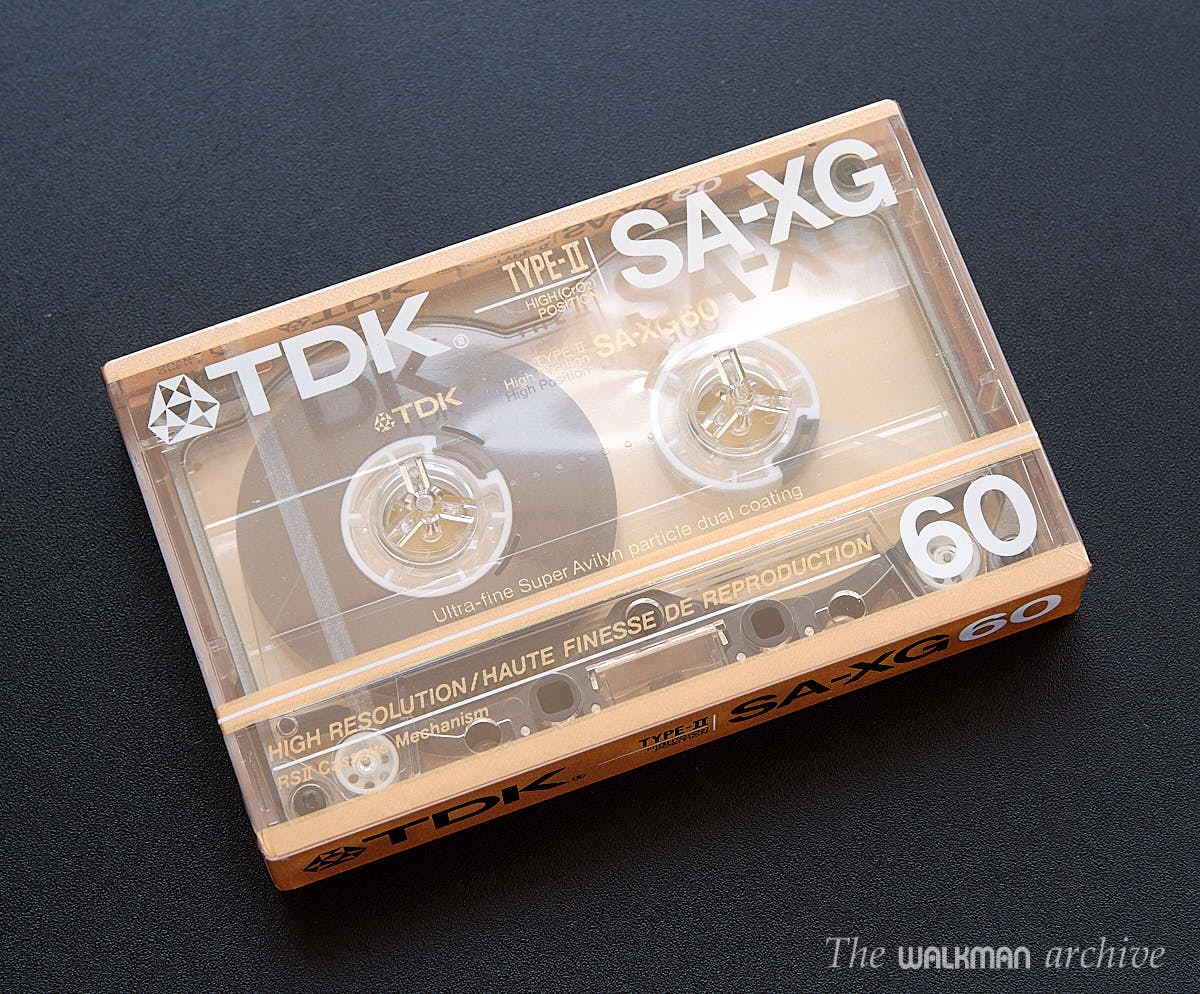 TDK®
TYPE-II
HIGH(CrO2)
POSITION
SA-XG
TDK
TYPE II
High Position
High Position
SA-XG60
Ultra-fine Super Avilyn particle dual coating
60
HIGH RESOLUTION/HAUTE FINESSE DE REPRODUCTION
RSII Cassette Mechanism
TDK®
TYPE-II
SA-XG 60
The WALKMAN archive